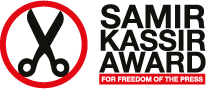 SAMIR
KASSIR
AWARD
FOR FREEDOM OF THE PRESS